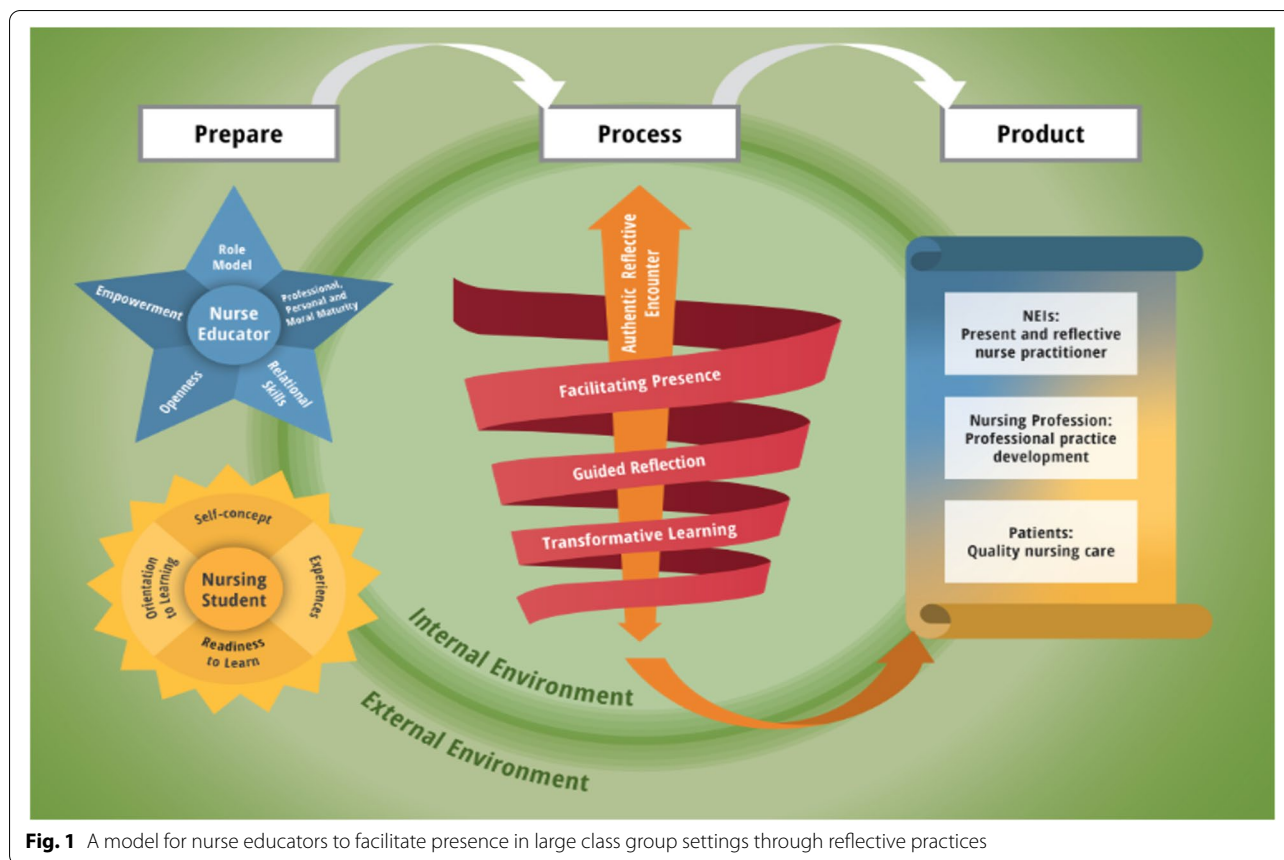 Prepare
Process
Product
Role
Model
Empowerment
Professional,
Personal and
Moral Maturity
Nurse
Educator
Openness
Relational
Skills
Self-concept
Orientation
to Learning
Experiences
Nursing
Student
Readiness
to Learn
Authentic Reflective
Encounter
Facilitating Presence
Guided Reflection
Transformative Learning
Internal Environment
External Environment
NEIs:
Present and reflective
nurse practitioner
Nursing Profession:
Professional practice
development
Patients:
Quality nursing care
Fig. 1 A model for nurse educators to facilitate presence in large class group settings through reflective practices